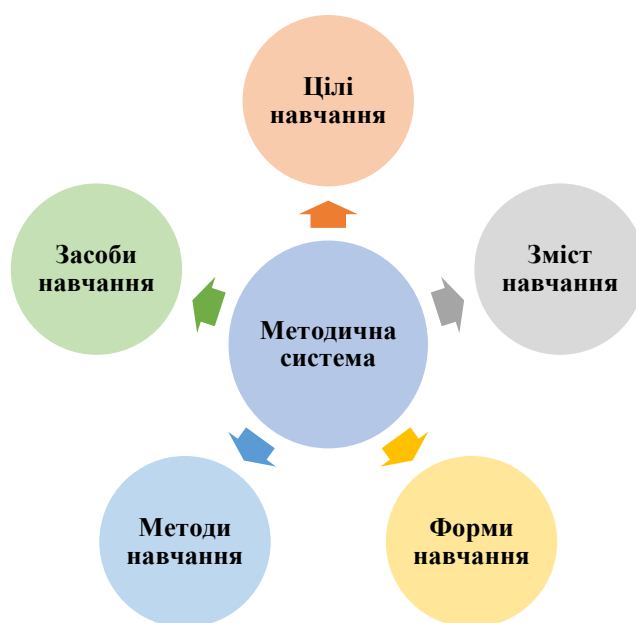 Цілі
навчання
Засоби
навчання
Зміст
навчання
Методична
система
Методи
навчання
Форми
навчання